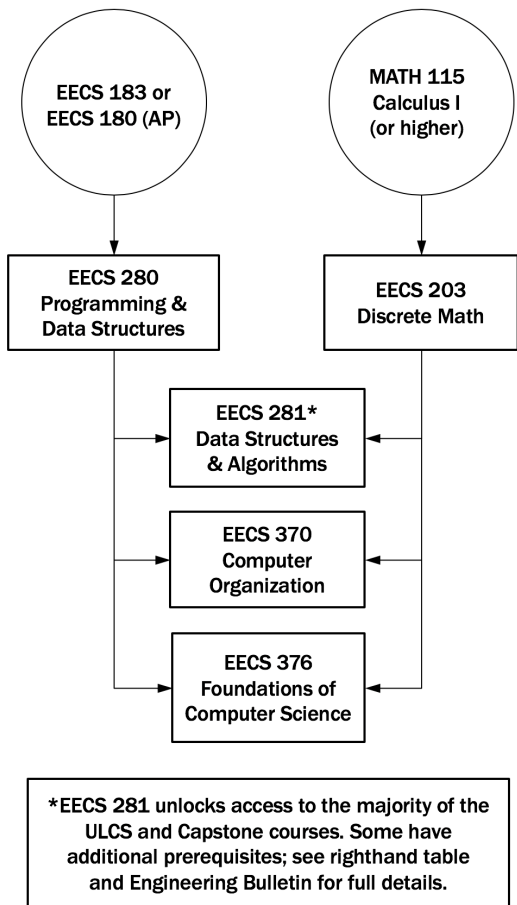 EECS 183 or
EECS 180 (AP)
MATH 115
Calculus I
(or higher)
EECS 280
Programming &
Data Structures
EECS 203
Discrete Math
EECS 281*
Data Structures
& Algorithms
EECS 370
Computer
Organization
EECS 376
Foundations of
Computer Science
*EECS 281 unlocks access to the majority of the
ULCS and Capstone courses. Some have
additional prerequisites; see righthand table
and Engineering Bulletin for full details.